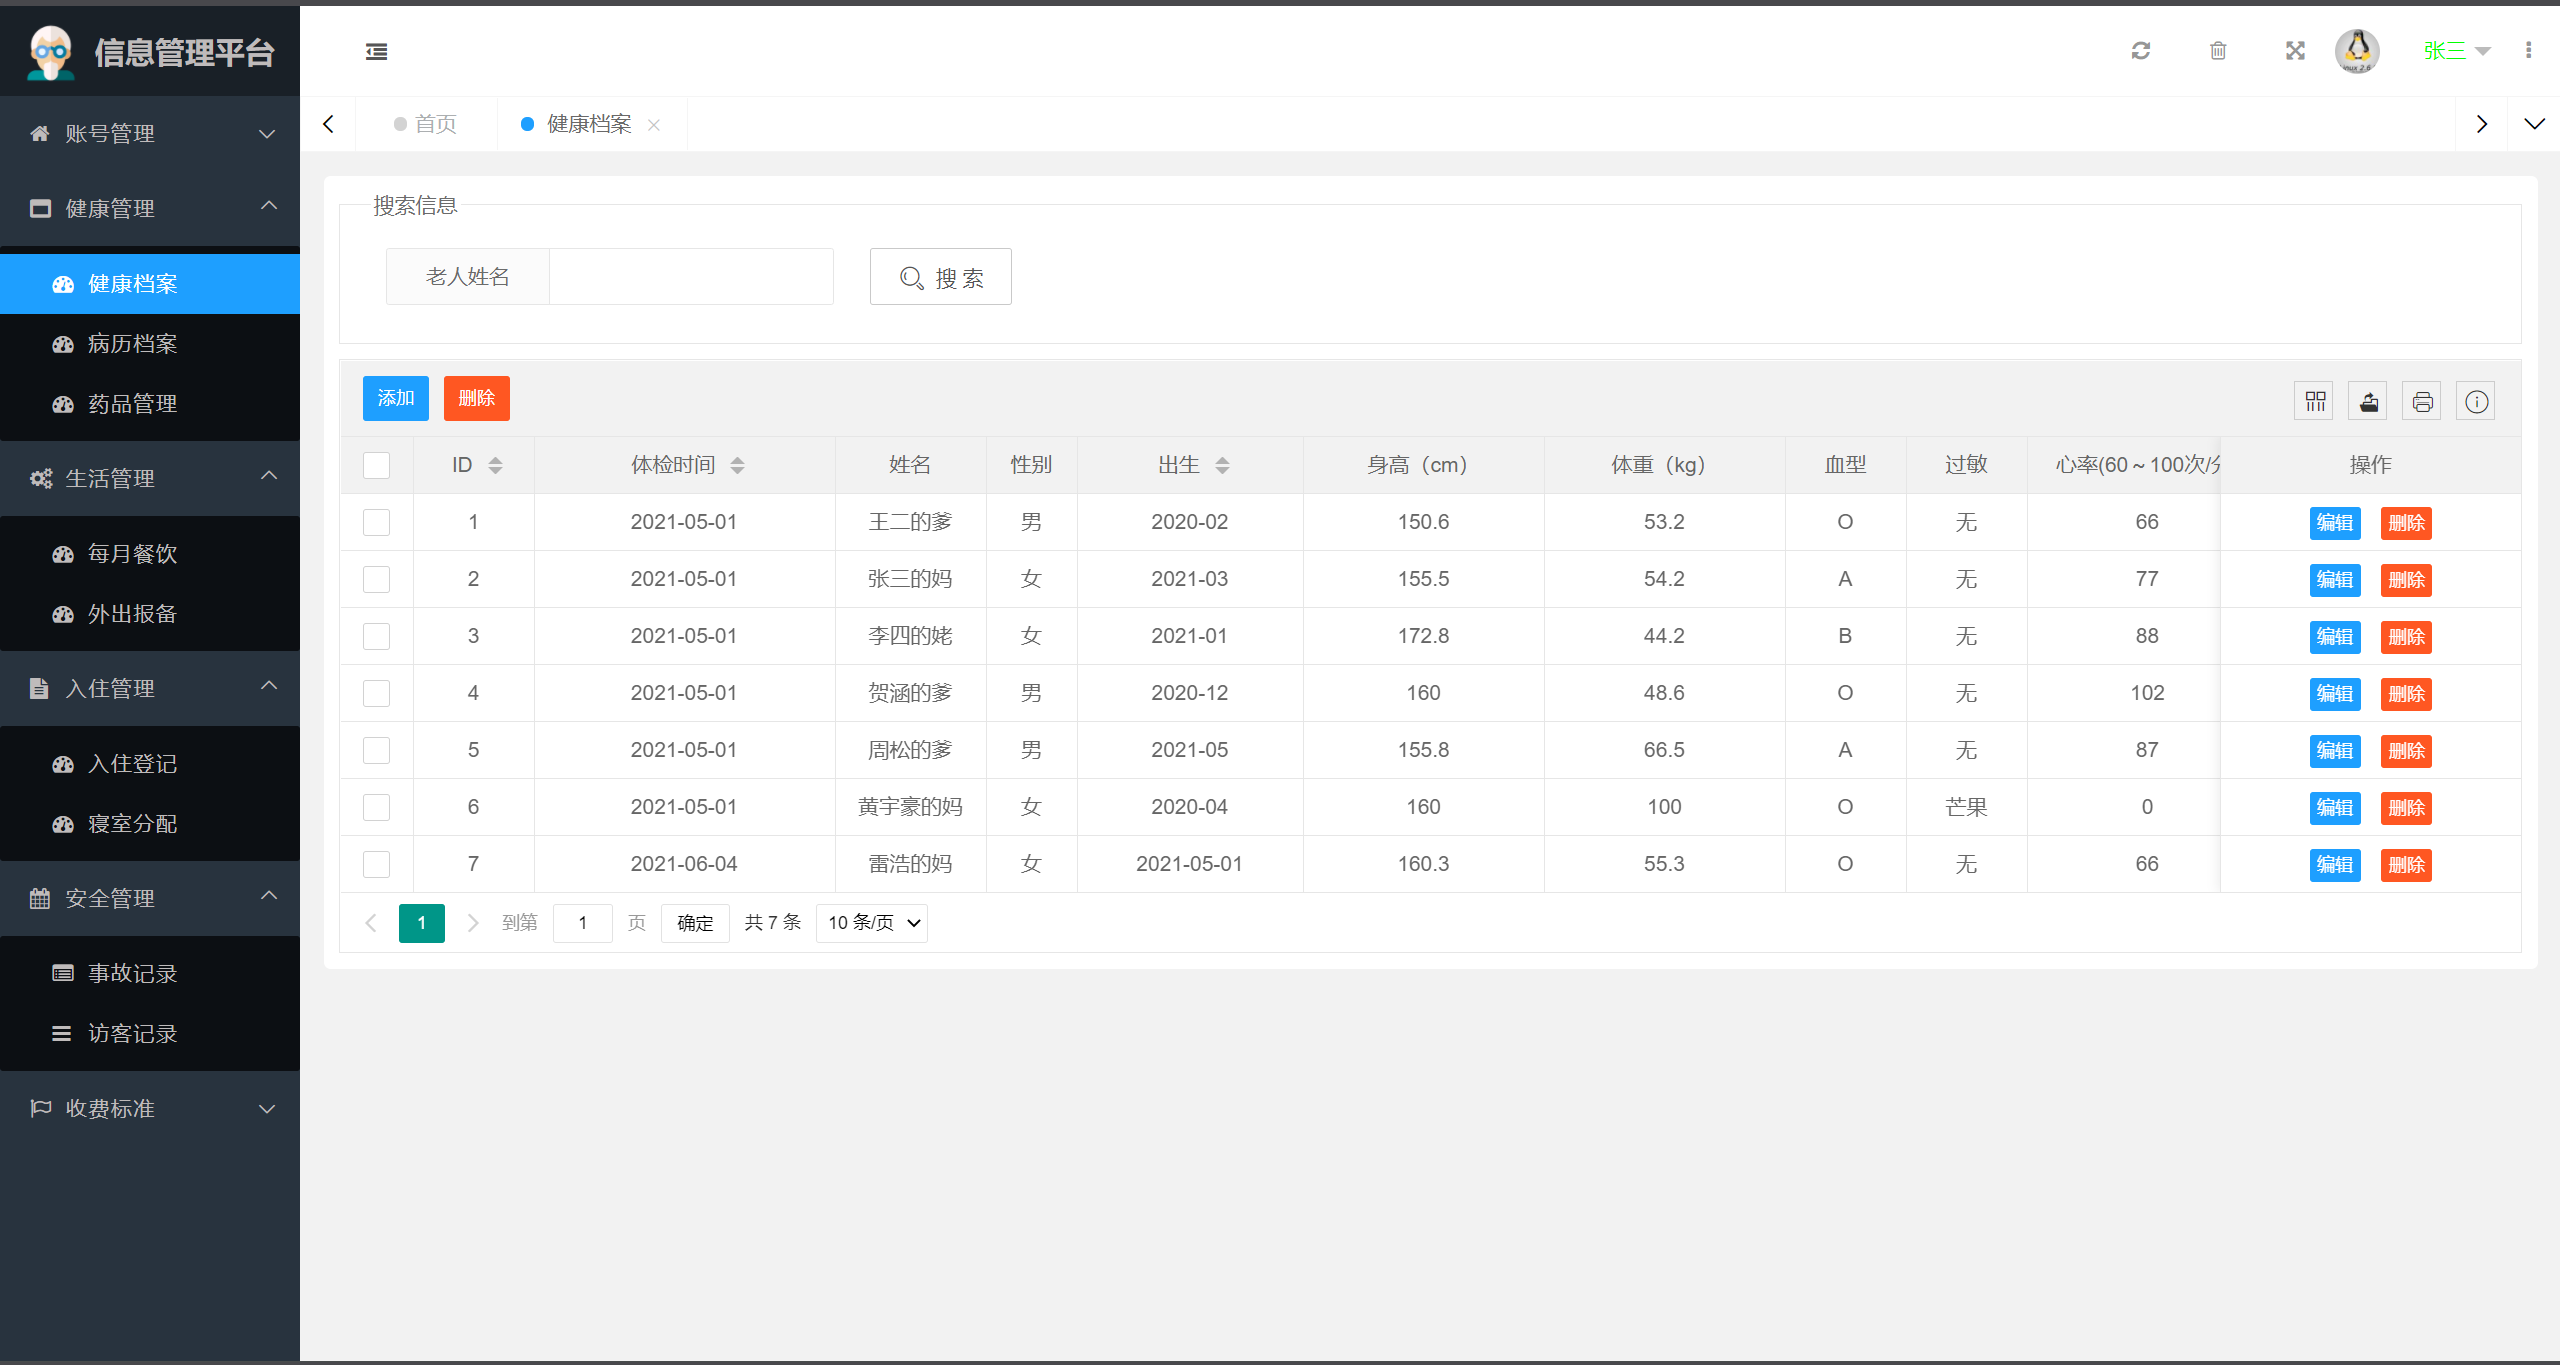 信息管理平台
张三
账号管理
健康管理
健康档案
病历档案
药品管理
生活管理
每月餐饮
外出报备
入住管理
入住登记
寝室分配
安全管理
事故记录
访客记录
收费标准
首页 健康档案
搜索信息
老人姓名 搜 索
添加 删除
ID 体检时间 姓名 性别 出生 身高（cm） 体重（kg） 血型 过敏 心率(60～100次/分 操作
1 2021-05-01 王二的爹 男 2020-02 150.6 53.2 O 无 66 编辑 删除
2 2021-05-01 张三的妈 女 2021-03 155.5 54.2 A 无 77 编辑 删除
3 2021-05-01 李四的姥 女 2021-01 172.8 44.2 B 无 88 编辑 删除
4 2021-05-01 贺涵的爹 男 2020-12 160 48.6 O 无 102 编辑 删除
5 2021-05-01 周松的爹 男 2021-05 155.8 66.5 A 无 87 编辑 删除
6 2021-05-01 黄宇豪的妈 女 2020-04 160 100 O 芒果 0 编辑 删除
7 2021-06-04 雷浩的妈 女 2021-05-01 160.3 55.3 O 无 66 编辑 删除
1 到第 1 页 确定 共 7 条 10 条/页